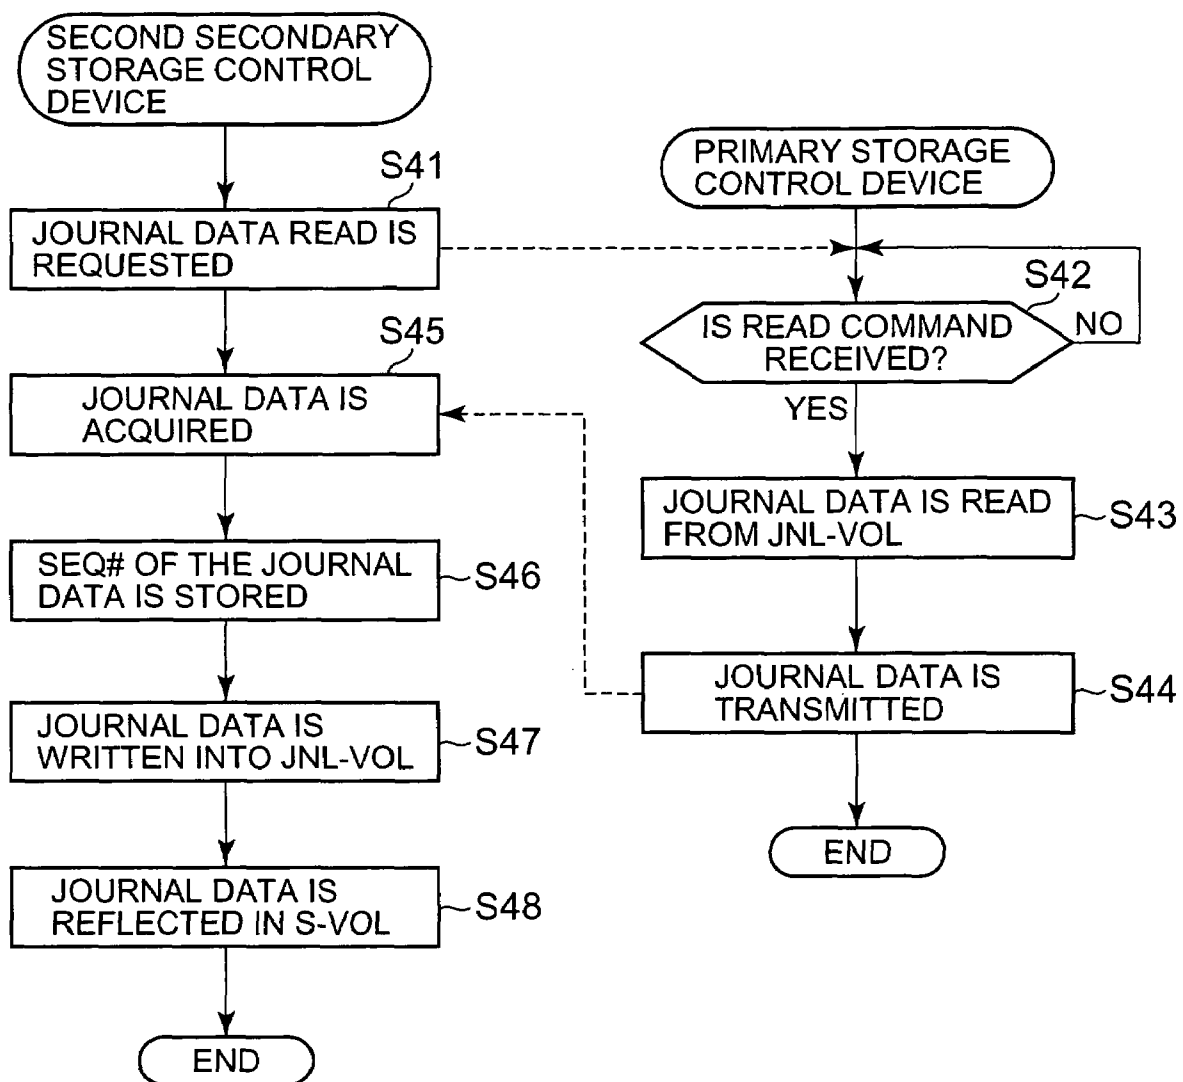 SECOND SECONDARY
STORAGE CONTROL
DEVICE
S41
JOURNAL DATA READ IS
REQUESTED
S45
JOURNAL DATA IS
ACQUIRED
SEQ# OF THE JOURNAL
DATA IS STORED
S46
JOURNAL DATA IS
WRITTEN INTO JNL-VOL
S47
JOURNAL DATA IS
REFLECTED IN S-VOL
S48
END
PRIMARY STORAGE
CONTROL DEVICE
S42
IS READ COMMAND
RECEIVED?
NO
YES
JOURNAL DATA IS READ
FROM JNL-VOL
S43
JOURNAL DATA IS
TRANSMITTED
S44
END